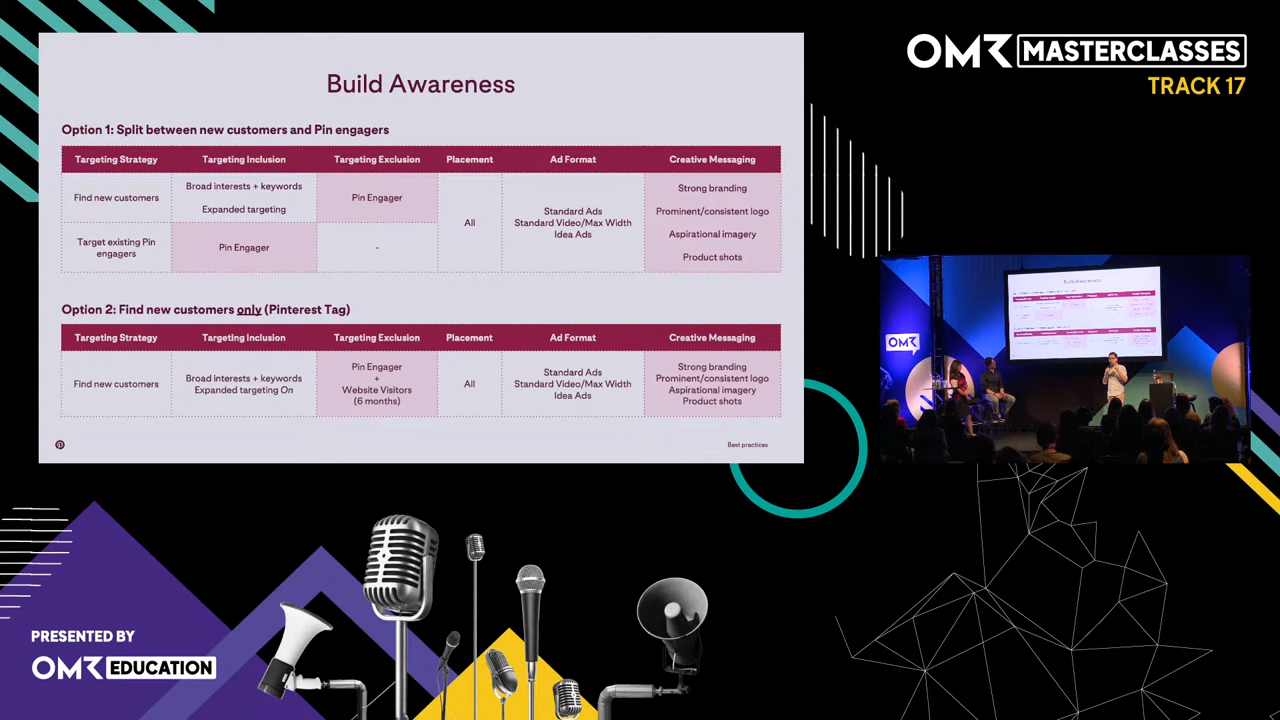 OMR MASTERCLASSES
TRACK 17
Build Awareness
Option 1: Split between new customers and Pin engagers
Targeting Strategy Targeting Inclusion Targeting Exclusion Placement Ad Format Creative Messaging
Find new customers
Broad interests + keywords
Expanded targeting
Pin Engager
Target existing Pin
engagers
Pin Engager
-
All
Standard Ads
Standard Video/Max Width
Idea Ads
Strong branding
Prominent/consistent logo
Aspirational imagery
Product shots
Option 2: Find new customers only (Pinterest Tag)
Targeting Strategy Targeting Inclusion Targeting Exclusion Placement Ad Format Creative Messaging
Find new customers
Broad interests + keywords
Expanded targeting On
Pin Engager
+
Website Visitors
(6 months)
All
Standard Ads
Standard Video/Max Width
Idea Ads
Strong branding
Prominent/consistent logo
Aspirational imagery
Product shots
Best practices
Build Awareness
OMR
PRESENTED BY
OMR EDUCATION